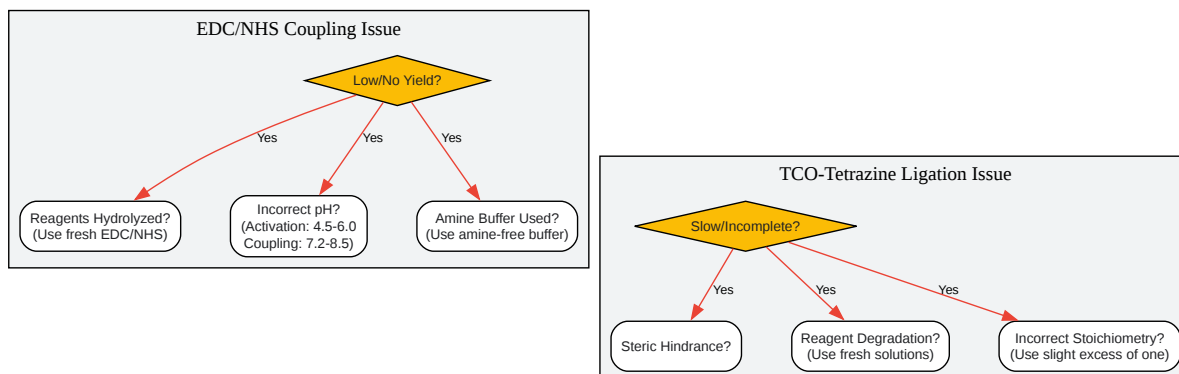 EDC/NHS Coupling Issue
Low/No Yield?
Yes
Yes
Yes
Reagents Hydrolyzed?
(Use fresh EDC/NHS)
Incorrect pH?
(Activation: 4.5-6.0
Coupling: 7.2-8.5)
Amine Buffer Used?
(Use amine-free buffer)
TCO-Tetrazine Ligation Issue
Slow/Incomplete?
Yes
Yes
Yes
Steric Hindrance?
Reagent Degradation?
(Use fresh solutions)
Incorrect Stoichiometry?
(Use slight excess of one)